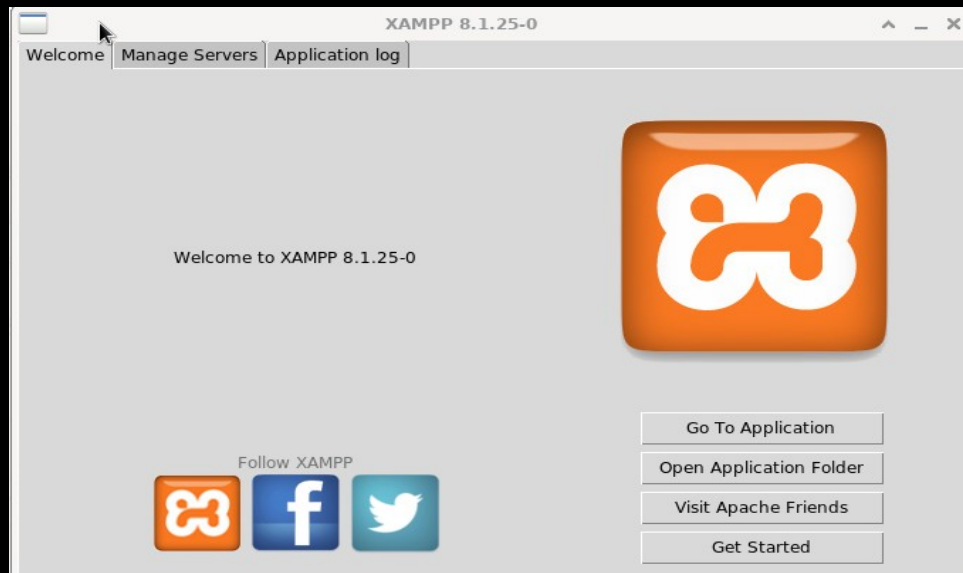 XAMPP 8.1.25-0
Welcome Manage Servers Application log
Welcome to XAMPP 8.1.25-0
Go To Application
Follow XAMPP
Open Application Folder
Visit Apache Friends
Get Started